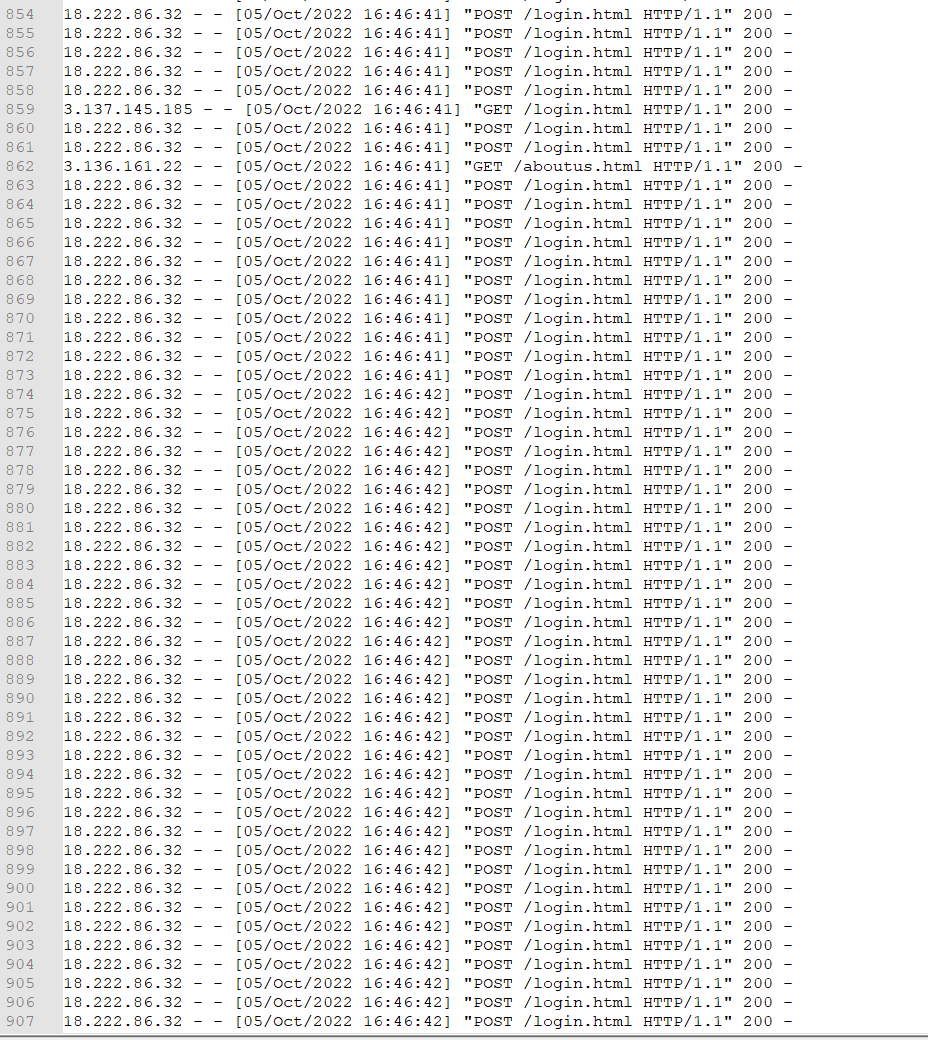 854 18.222.86.32 - - [05/Oct/2022 16:46:41] "POST /login.html HTTP/1.1" 200 -
855 18.222.86.32 - - [05/Oct/2022 16:46:41] "POST /login.html HTTP/1.1" 200 -
856 18.222.86.32 - - [05/Oct/2022 16:46:41] "POST /login.html HTTP/1.1" 200 -
857 18.222.86.32 - - [05/Oct/2022 16:46:41] "POST /login.html HTTP/1.1" 200 -
858 18.222.86.32 - - [05/Oct/2022 16:46:41] "POST /login.html HTTP/1.1" 200 -
859 3.137.145.185 - - [05/Oct/2022 16:46:41] "GET /login.html HTTP/1.1" 200 -
860 18.222.86.32 - - [05/Oct/2022 16:46:41] "POST /login.html HTTP/1.1" 200 -
861 18.222.86.32 - - [05/Oct/2022 16:46:41] "POST /login.html HTTP/1.1" 200 -
862 3.136.161.22 - - [05/Oct/2022 16:46:41] "GET /aboutus.html HTTP/1.1" 200 -
863 18.222.86.32 - - [05/Oct/2022 16:46:41] "POST /login.html HTTP/1.1" 200 -
864 18.222.86.32 - - [05/Oct/2022 16:46:41] "POST /login.html HTTP/1.1" 200 -
865 18.222.86.32 - - [05/Oct/2022 16:46:41] "POST /login.html HTTP/1.1" 200 -
866 18.222.86.32 - - [05/Oct/2022 16:46:41] "POST /login.html HTTP/1.1" 200 -
867 18.222.86.32 - - [05/Oct/2022 16:46:41] "POST /login.html HTTP/1.1" 200 -
868 18.222.86.32 - - [05/Oct/2022 16:46:41] "POST /login.html HTTP/1.1" 200 -
869 18.222.86.32 - - [05/Oct/2022 16:46:41] "POST /login.html HTTP/1.1" 200 -
870 18.222.86.32 - - [05/Oct/2022 16:46:41] "POST /login.html HTTP/1.1" 200 -
871 18.222.86.32 - - [05/Oct/2022 16:46:41] "POST /login.html HTTP/1.1" 200 -
872 18.222.86.32 - - [05/Oct/2022 16:46:41] "POST /login.html HTTP/1.1" 200 -
873 18.222.86.32 - - [05/Oct/2022 16:46:41] "POST /login.html HTTP/1.1" 200 -
874 18.222.86.32 - - [05/Oct/2022 16:46:42] "POST /login.html HTTP/1.1" 200 -
875 18.222.86.32 - - [05/Oct/2022 16:46:42] "POST /login.html HTTP/1.1" 200 -
876 18.222.86.32 - - [05/Oct/2022 16:46:42] "POST /login.html HTTP/1.1" 200 -
877 18.222.86.32 - - [05/Oct/2022 16:46:42] "POST /login.html HTTP/1.1" 200 -
878 18.222.86.32 - - [05/Oct/2022 16:46:42] "POST /login.html HTTP/1.1" 200 -
879 18.222.86.32 - - [05/Oct/2022 16:46:42] "POST /login.html HTTP/1.1" 200 -
880 18.222.86.32 - - [05/Oct/2022 16:46:42] "POST /login.html HTTP/1.1" 200 -
881 18.222.86.32 - - [05/Oct/2022 16:46:42] "POST /login.html HTTP/1.1" 200 -
882 18.222.86.32 - - [05/Oct/2022 16:46:42] "POST /login.html HTTP/1.1" 200 -
883 18.222.86.32 - - [05/Oct/2022 16:46:42] "POST /login.html HTTP/1.1" 200 -
884 18.222.86.32 - - [05/Oct/2022 16:46:42] "POST /login.html HTTP/1.1" 200 -
885 18.222.86.32 - - [05/Oct/2022 16:46:42] "POST /login.html HTTP/1.1" 200 -
886 18.222.86.32 - - [05/Oct/2022 16:46:42] "POST /login.html HTTP/1.1" 200 -
887 18.222.86.32 - - [05/Oct/2022 16:46:42] "POST /login.html HTTP/1.1" 200 -
888 18.222.86.32 - - [05/Oct/2022 16:46:42] "POST /login.html HTTP/1.1" 200 -
889 18.222.86.32 - - [05/Oct/2022 16:46:42] "POST /login.html HTTP/1.1" 200 -
890 18.222.86.32 - - [05/Oct/2022 16:46:42] "POST /login.html HTTP/1.1" 200 -
891 18.222.86.32 - - [05/Oct/2022 16:46:42] "POST /login.html HTTP/1.1" 200 -
892 18.222.86.32 - - [05/Oct/2022 16:46:42] "POST /login.html HTTP/1.1" 200 -
893 18.222.86.32 - - [05/Oct/2022 16:46:42] "POST /login.html HTTP/1.1" 200 -
894 18.222.86.32 - - [05/Oct/2022 16:46:42] "POST /login.html HTTP/1.1" 200 -
895 18.222.86.32 - - [05/Oct/2022 16:46:42] "POST /login.html HTTP/1.1" 200 -
896 18.222.86.32 - - [05/Oct/2022 16:46:42] "POST /login.html HTTP/1.1" 200 -
897 18.222.86.32 - - [05/Oct/2022 16:46:42] "POST /login.html HTTP/1.1" 200 -
898 18.222.86.32 - - [05/Oct/2022 16:46:42] "POST /login.html HTTP/1.1" 200 -
899 18.222.86.32 - - [05/Oct/2022 16:46:42] "POST /login.html HTTP/1.1" 200 -
900 18.222.86.32 - - [05/Oct/2022 16:46:42] "POST /login.html HTTP/1.1" 200 -
901 18.222.86.32 - - [05/Oct/2022 16:46:42] "POST /login.html HTTP/1.1" 200 -
902 18.222.86.32 - - [05/Oct/2022 16:46:42] "POST /login.html HTTP/1.1" 200 -
903 18.222.86.32 - - [05/Oct/2022 16:46:42] "POST /login.html HTTP/1.1" 200 -
904 18.222.86.32 - - [05/Oct/2022 16:46:42] "POST /login.html HTTP/1.1" 200 -
905 18.222.86.32 - - [05/Oct/2022 16:46:42] "POST /login.html HTTP/1.1" 200 -
906 18.222.86.32 - - [05/Oct/2022 16:46:42] "POST /login.html HTTP/1.1" 200 -
907 18.222.86.32 - - [05/Oct/2022 16:46:42] "POST /login.html HTTP/1.1" 200 -